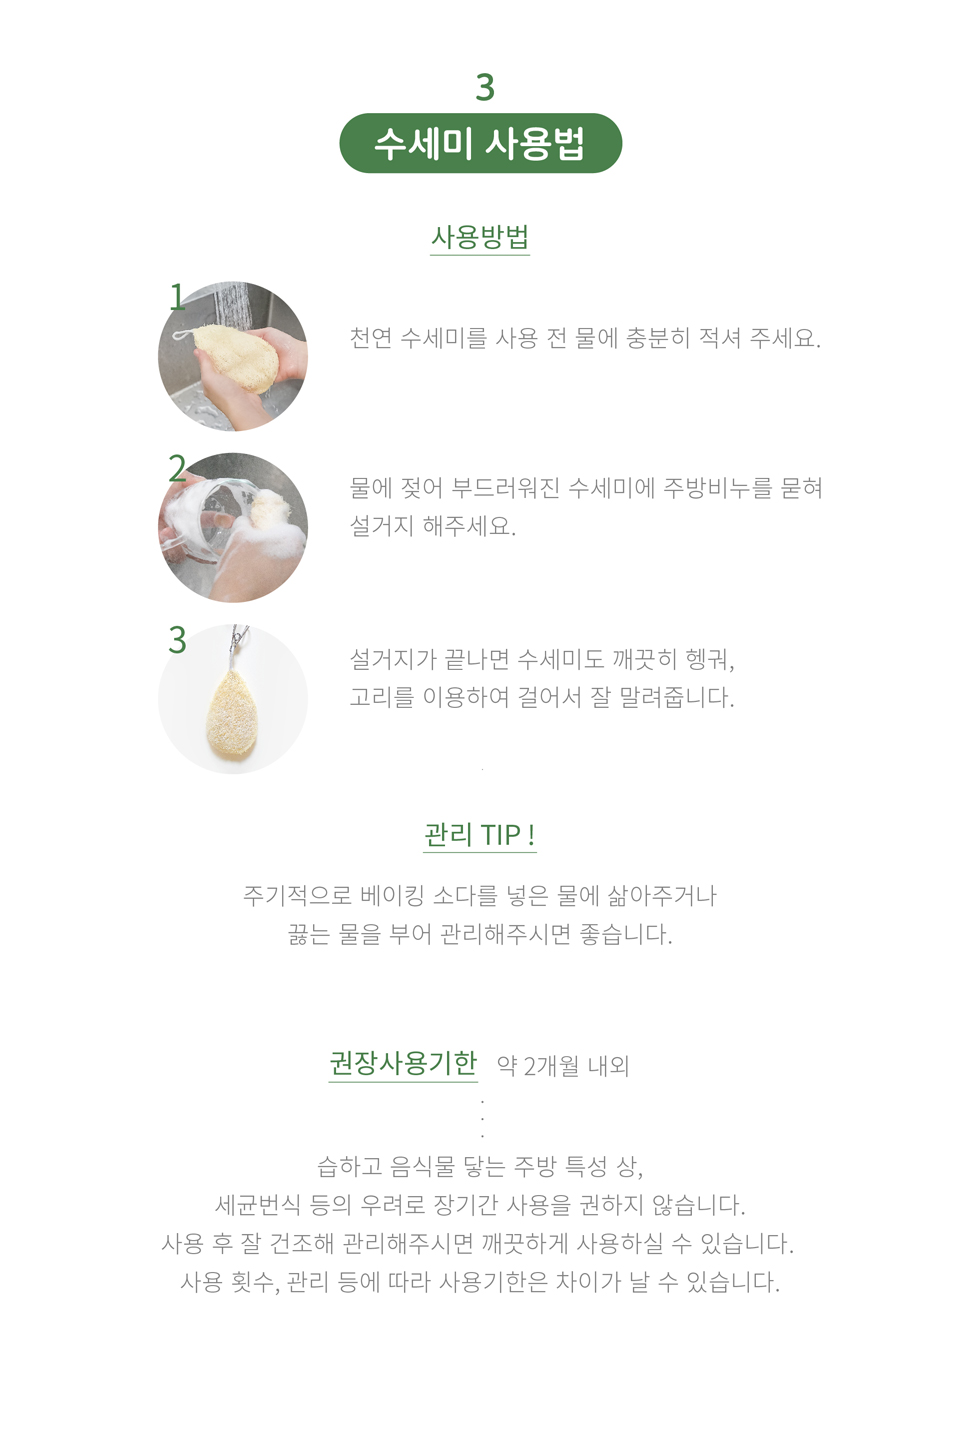 3
수세미 사용법
사용방법
1
천연 수세미를 사용 전 물에 충분히 적셔 주세요.
2
물에 젖어 부드러워진 수세미에 주방비누를 묻혀
설거지 해주세요.
3
설거지가 끝나면 수세미도 깨끗히 헹궈,
고리를 이용하여 걸어서 잘 말려줍니다.
관리 TIP !
주기적으로 베이킹 소다를 넣은 물에 삶아주거나
끓는 물을 부어 관리해주시면 좋습니다.
권장사용기한 약 2개월 내외
습하고 음식물 닿는 주방 특성 상,
세균번식 등의 우려로 장기간 사용을 권하지 않습니다.
사용 후 잘 건조해 관리해주시면 깨끗하게 사용하실 수 있습니다.
사용 횟수, 관리 등에 따라 사용기한은 차이가 날 수 있습니다.